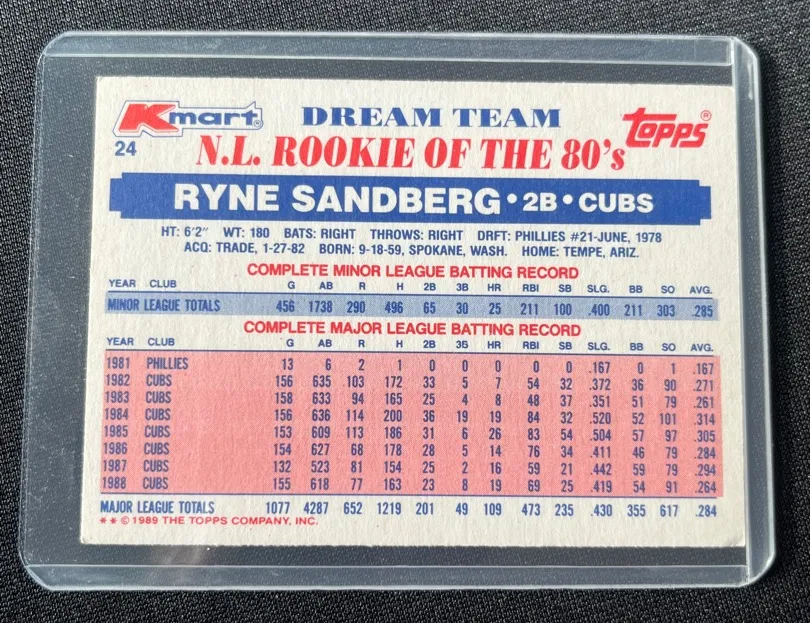 Kmart® DREAM TEAM TOPPS®
24 N.L. ROOKIE OF THE 80's
RYNE SANDBERG • 2B • CUBS
HT: 6'2" WT: 180 BATS: RIGHT THROWS: RIGHT DRFT: PHILLIES #21-JUNE, 1978
ACQ: TRADE, 1-27-82 BORN: 9-18-59, SPOKANE, WASH. HOME: TEMPE, ARIZ.
COMPLETE MINOR LEAGUE BATTING RECORD
YEAR CLUB G AB R H 2B 3B HR RBI SB SLG. BB SO AVG.
MINOR LEAGUE TOTALS 456 1738 290 496 65 30 25 211 100 .400 211 303 .285
COMPLETE MAJOR LEAGUE BATTING RECORD
YEAR CLUB G AB R H 2B 3B HR RBI SB SLG. BB SO AVG.
1981 PHILLIES 13 6 2 1 0 0 0 0 0 .167 0 1 .167
1982 CUBS 156 635 103 172 33 5 7 54 32 .372 36 90 .271
1983 CUBS 158 633 94 165 25 4 8 48 37 .351 51 79 .261
1984 CUBS 156 636 114 200 36 19 19 84 32 .520 52 101 .314
1985 CUBS 153 609 113 186 31 6 26 83 54 .504 57 97 .305
1986 CUBS 154 627 68 178 28 5 14 76 34 .411 46 79 .284
1987 CUBS 132 523 81 154 25 2 16 59 21 .442 59 79 .294
1988 CUBS 155 618 77 163 23 8 19 69 25 .419 54 91 .264
MAJOR LEAGUE TOTALS 1077 4287 652 1219 201 49 109 473 235 .430 355 617 .284
** © 1989 THE TOPPS COMPANY, INC.